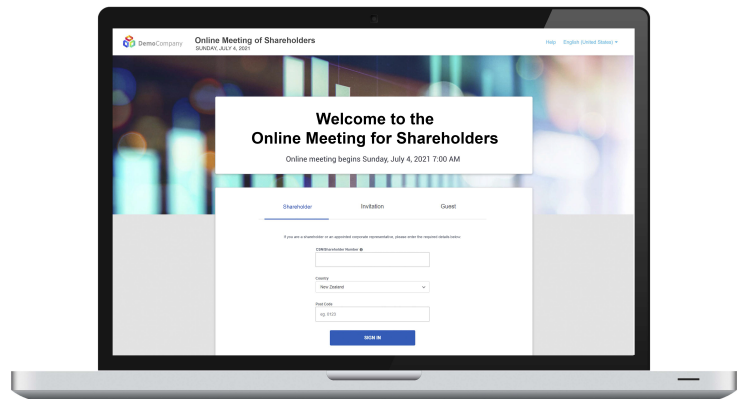 DemoCompany
Online Meeting of Shareholders
SUNDAY, JULY 4, 2021
Help English (United States)
Welcome to the
Online Meeting for Shareholders
Online meeting begins Sunday, July 4, 2021 7:00 AM
Shareholder Invitation Guest
If you are a shareholder or an appointed corporate representative, please enter the required details below.
CSN/Shareholder Number
Country
New Zealand
Post Code
eg. 0123
SIGN IN